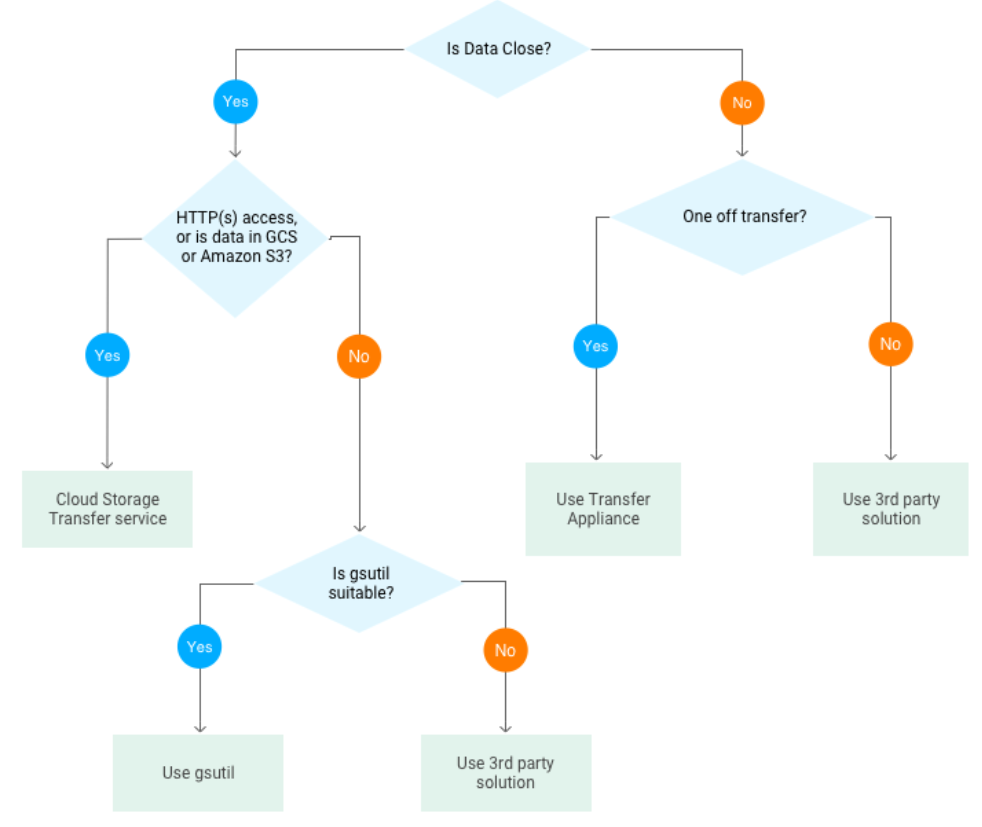 Is Data Close?
Yes
No
HTTP(s) access,
or is data in GCS
or Amazon S3?
One off transfer?
Yes
No
Yes
No
Cloud Storage
Transfer service
Use Transfer
Appliance
Use 3rd party
solution
Is gsutil
suitable?
Yes
No
Use gsutil
Use 3rd party
solution